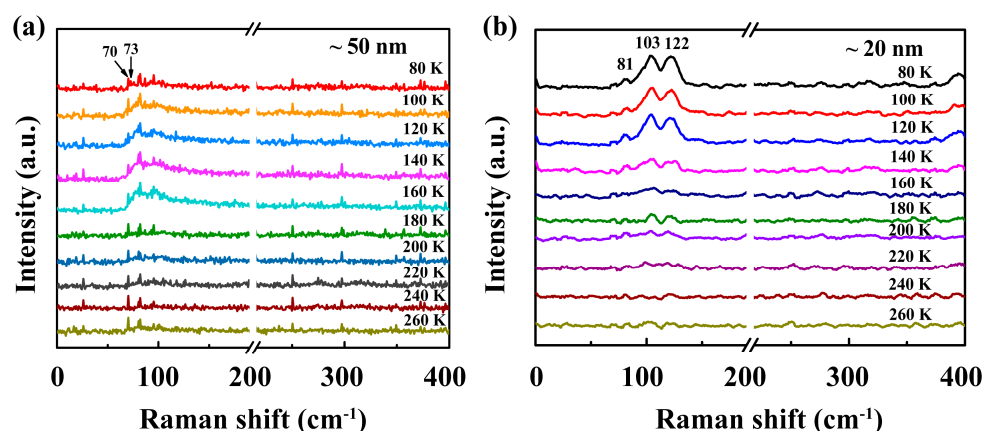 (a)
~ 50 nm
70 73
80 K
100 K
120 K
140 K
160 K
180 K
200 K
220 K
240 K
260 K
0 100 200 300 400
Raman shift (cm⁻¹)
Intensity (a.u.)
(b)
~ 20 nm
81 103 122
80 K
100 K
120 K
140 K
160 K
180 K
200 K
220 K
240 K
260 K
0 100 200 300 400
Raman shift (cm⁻¹)
Intensity (a.u.)